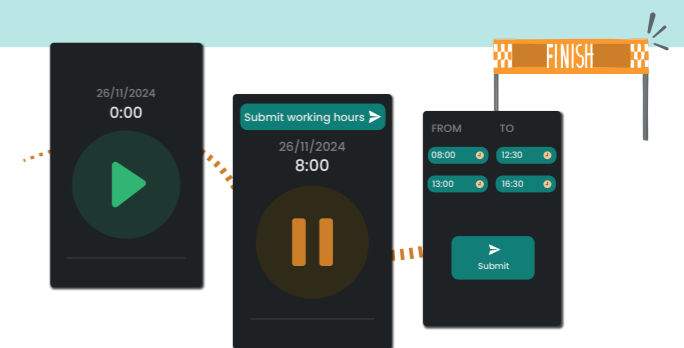 26/11/2024
0:00
Submit working hours
26/11/2024
8:00
FINISH
FROM TO
08:00 12:30
13:00 16:30
Submit